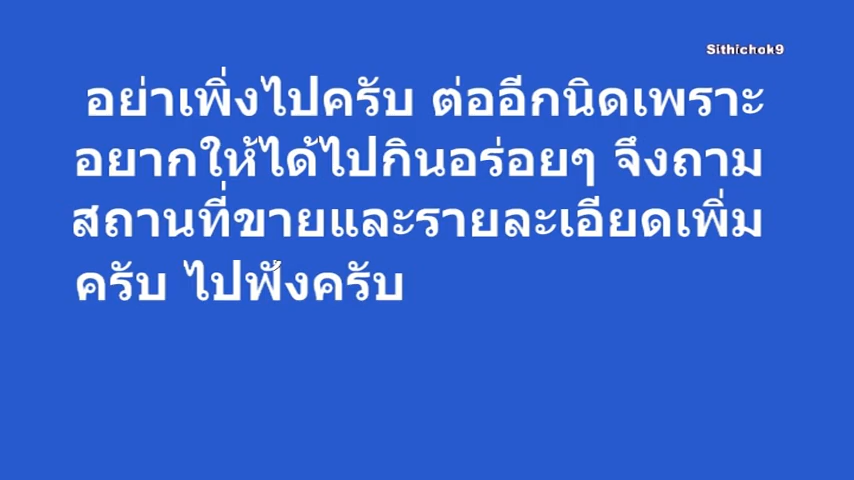 Sithichok9
อย่าเพิ่งไปครับ ต่ออีกนิดเพราะ
อยากให้ได้ไปกินอร่อยๆ จึงถาม
สถานที่ขายและรายละเอียดเพิ่ม
ครับ ไปฟังครับ